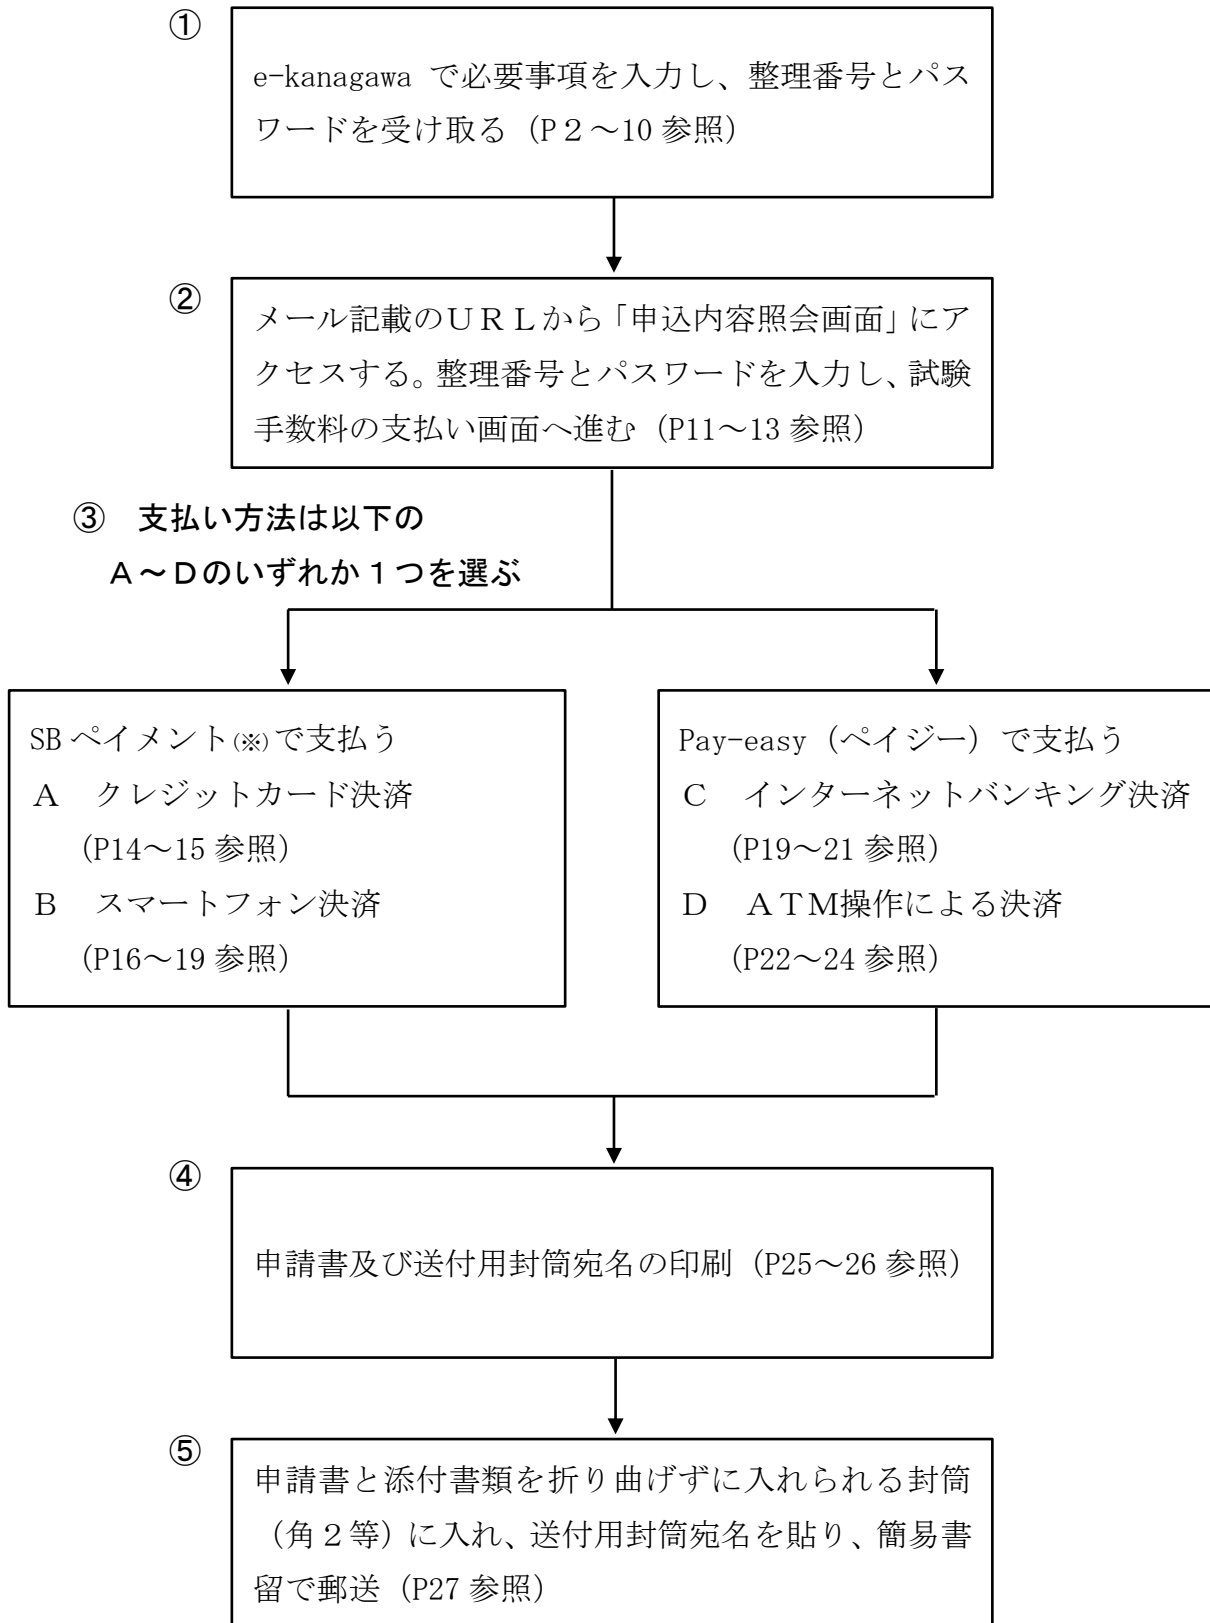 ①
e-kanagawa で必要事項を入力し、整理番号とパス
ワードを受け取る（P２～10 参照）
②
メール記載のＵＲＬから「申込内容照会画面」にア
クセスする。整理番号とパスワードを入力し、試験
手数料の支払い画面へ進む（P11～13 参照）
③　支払い方法は以下の
Ａ～Ｄのいずれか１つを選ぶ
SB ペイメント(※)で支払う
Ａ　クレジットカード決済
（P14～15 参照）
Ｂ　スマートフォン決済
（P16～19 参照）
Pay-easy（ペイジー）で支払う
Ｃ　インターネットバンキング決済
（P19～21 参照）
Ｄ　ＡＴＭ操作による決済
（P22～24 参照）
④
申請書及び送付用封筒宛名の印刷（P25～26 参照）
⑤
申請書と添付書類を折り曲げずに入れられる封筒
（角２等）に入れ、送付用封筒宛名を貼り、簡易書
留で郵送（P27 参照）